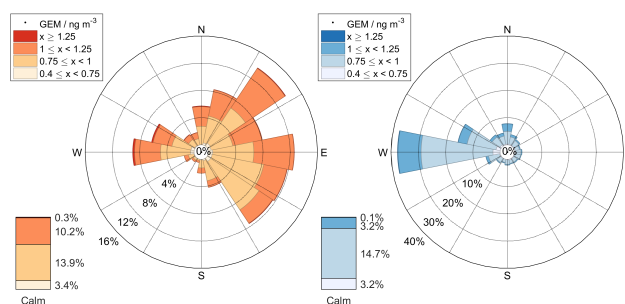 GEM / ng m-3
x ≥ 1.25
1 ≤ x < 1.25
0.75 ≤ x < 1
0.4 ≤ x < 0.75
N
W
0%
E
4%
8%
12%
16%
S
0.3%
10.2%
13.9%
3.4%
Calm
GEM / ng m-3
x ≥ 1.25
1 ≤ x < 1.25
0.75 ≤ x < 1
0.4 ≤ x < 0.75
N
W
0%
E
10%
20%
30%
40%
S
0.1%
3.2%
14.7%
3.2%
Calm